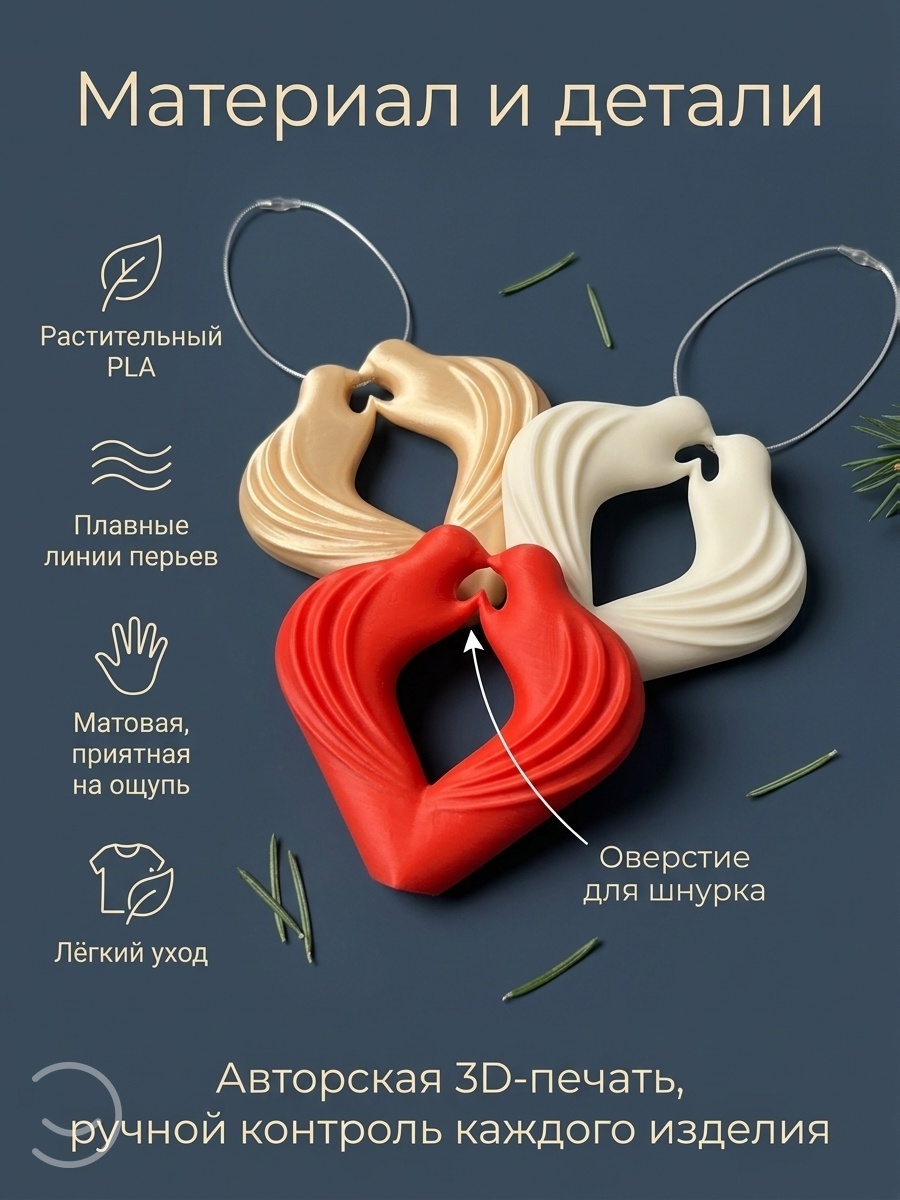 Материал и детали
Растительный
PLA
Плавные
линии перьев
Матовая,
приятная
на ощупь
Лёгкий уход
Оверстие
для шнурка
Авторская 3D-печать,
ручной контроль каждого изделия